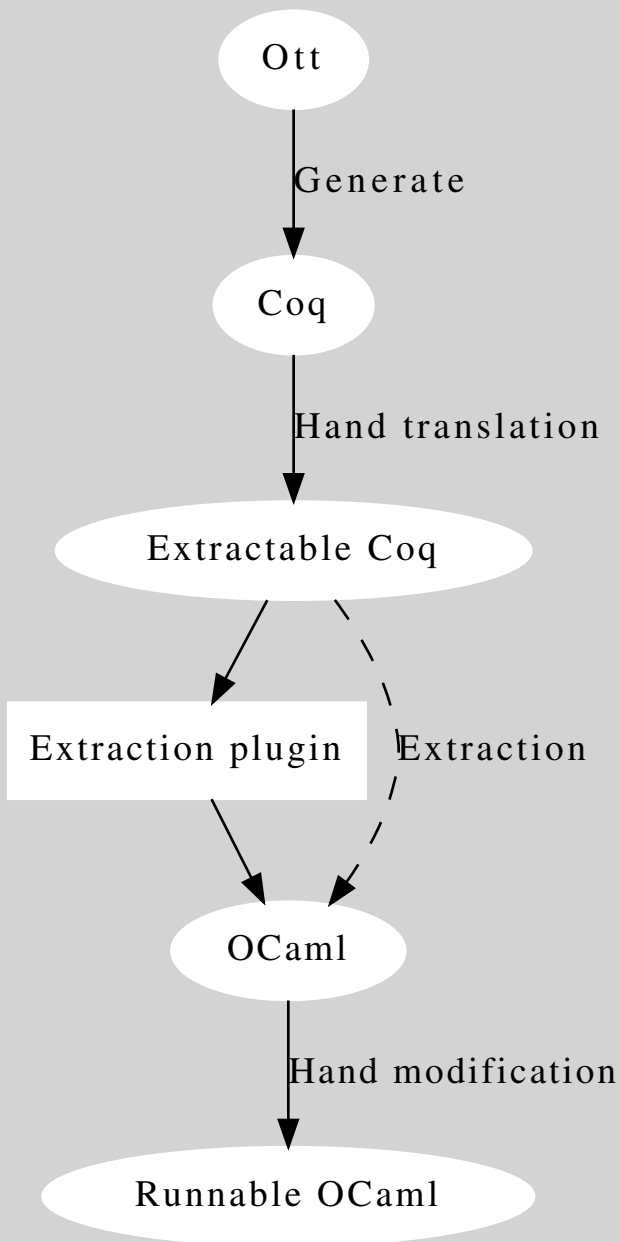 Ott
Generate
Coq
Hand translation
Extractable Coq
Extraction plugin
Extraction
OCaml
Hand modification
Runnable OCaml